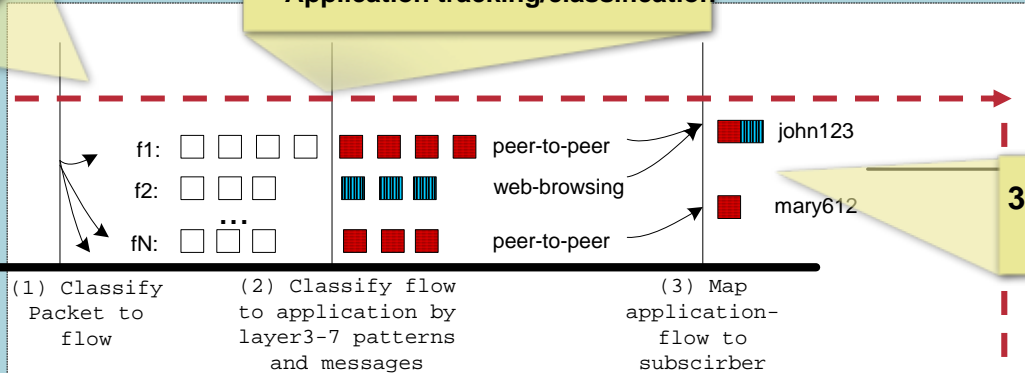 Application tracking/classification
f1:
peer-to-peer
john123
f2:
web-browsing
...
mary612
3
fN:
peer-to-peer
(1) Classify
Packet to
flow
(2) Classify flow
to application by
layer3-7 patterns
and messages
(3) Map
application-
flow to
subscirber